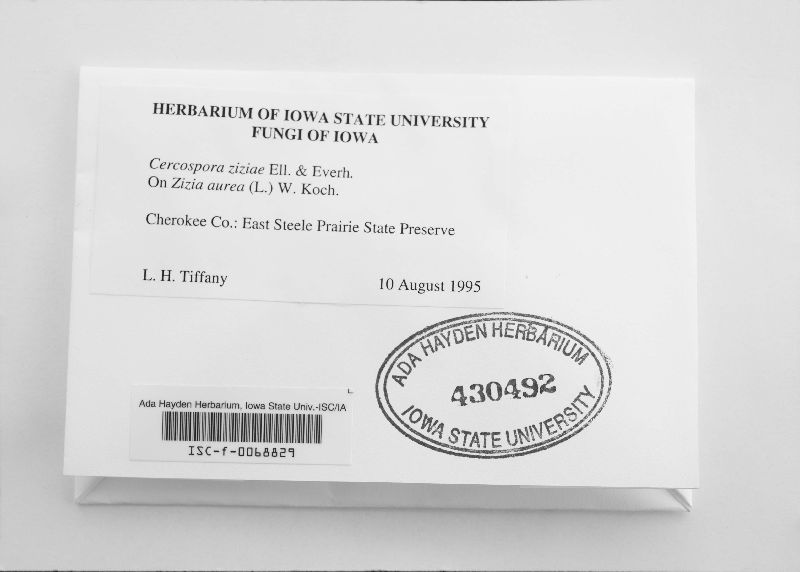 HERBARIUM OF IOWA STATE UNIVERSITY
FUNGI OF IOWA
Cercospora ziziae Ell. & Everh.
On Zizia aurea (L.) W. Koch.
Cherokee Co.: East Steele Prairie State Preserve
L. H. Tiffany 10 August 1995
ADA HAYDEN HERBARIUM
430492
IOWA STATE UNIVERSITY
Ada Hayden Herbarium, Iowa State Univ.-ISC/IA
ISC-f-0068829